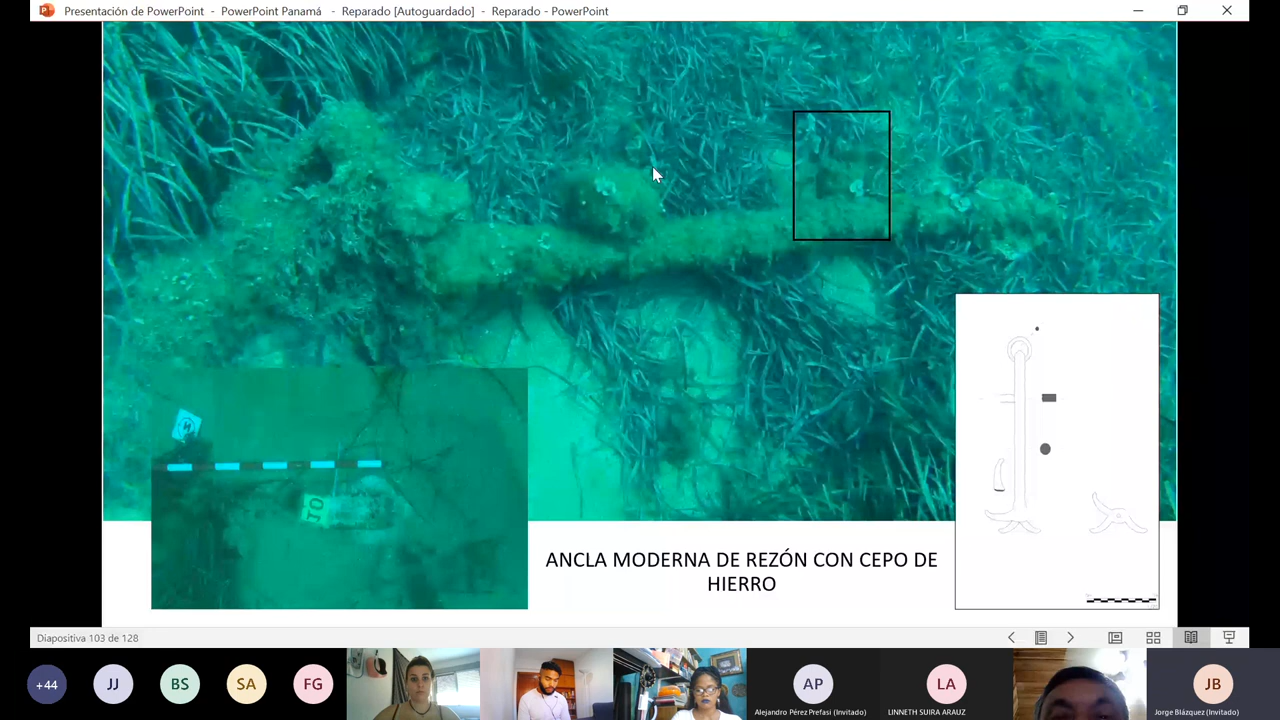 Presentación de PowerPoint - PowerPoint Panamá - Reparado [Autoguardado] - Reparado - PowerPoint
10
ANCLA MODERNA DE REZÓN CON CEPO DE
HIERRO
Diapositiva 103 de 128
+44
JJ
BS
SA
FG
AP
LA
JB
Alejandro Pérez Prefasi (Invitado)
LINNETH SUIRA ARAUZ
Jorge Blázquez (Invitado)